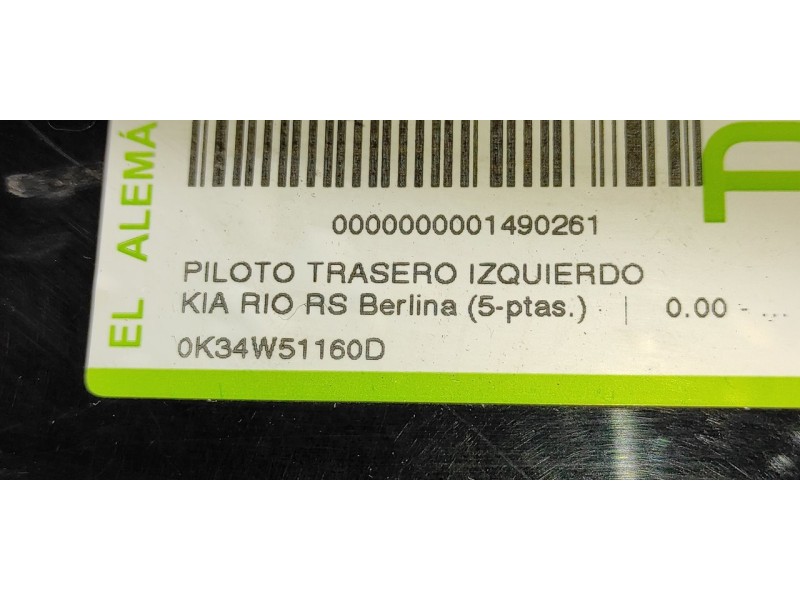 EL ALEMÁ
0000000001490261
PILOTO TRASERO IZQUIERDO
KIA RIO RS Berlina (5-ptas.) | 0.00 - ...
0K34W51160D